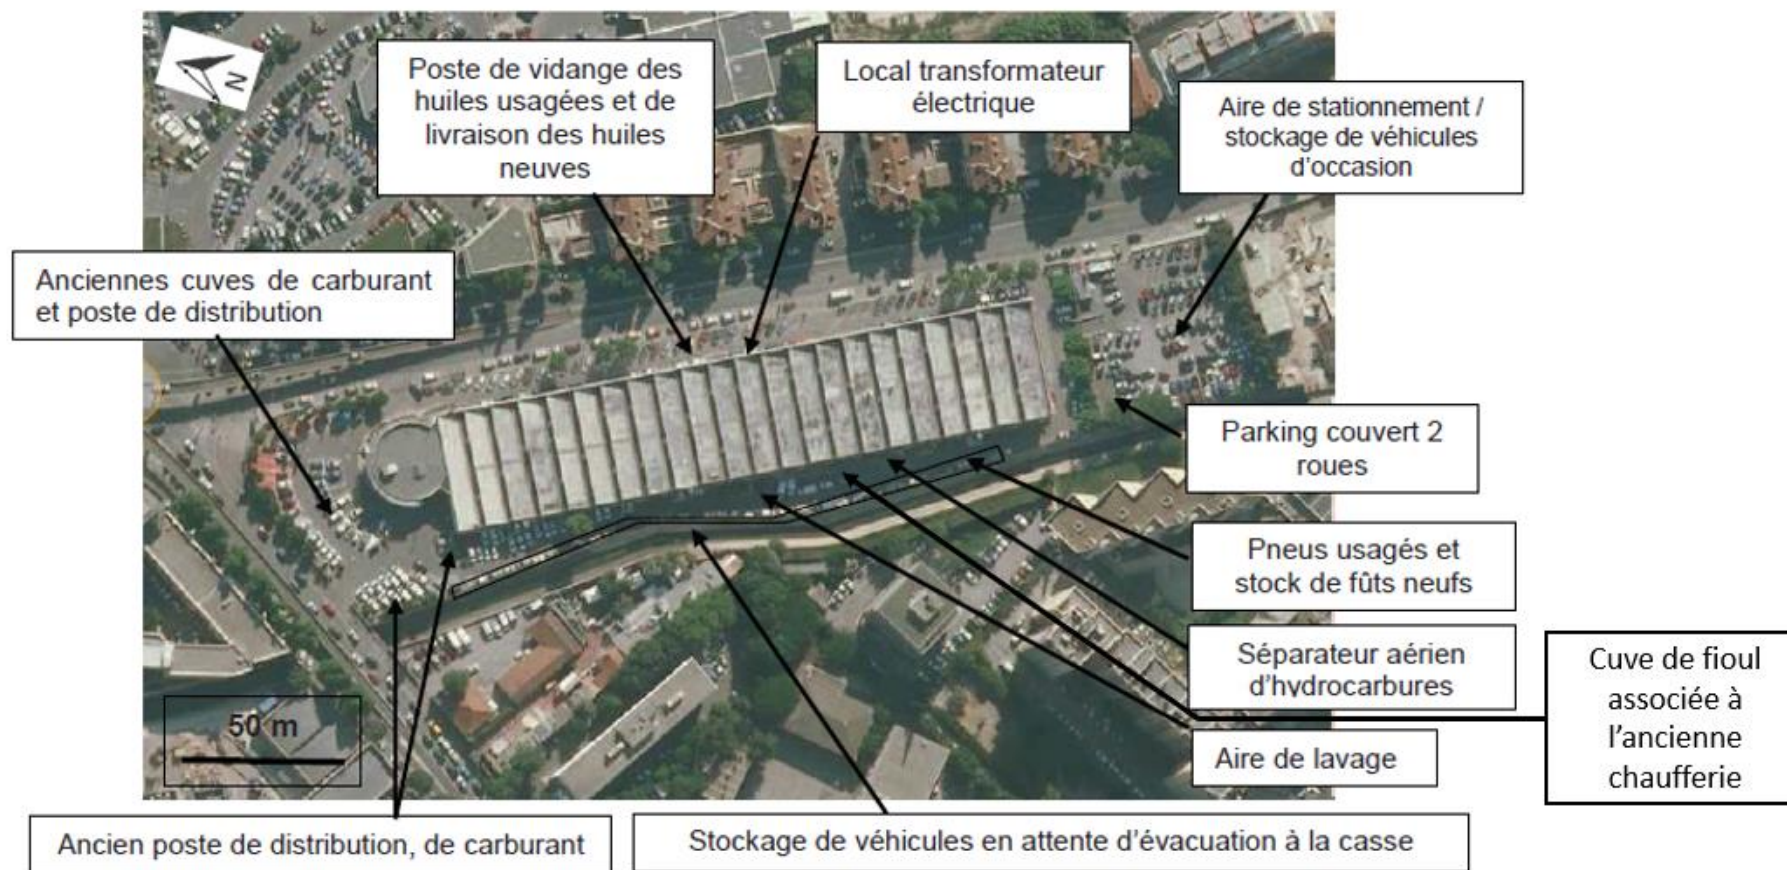 N
Poste de vidange des
huiles usagées et de
livraison des huiles
neuves
Local transformateur
électrique
Aire de stationnement /
stockage de véhicules
d'occasion
Anciennes cuves de carburant
et poste de distribution
Parking couvert 2
roues
Pneus usagés et
stock de fûts neufs
Séparateur aérien
d'hydrocarbures
Cuve de fioul
associée à
l'ancienne
chaufferie
Aire de lavage
50 m
Ancien poste de distribution, de carburant
Stockage de véhicules en attente d'évacuation à la casse